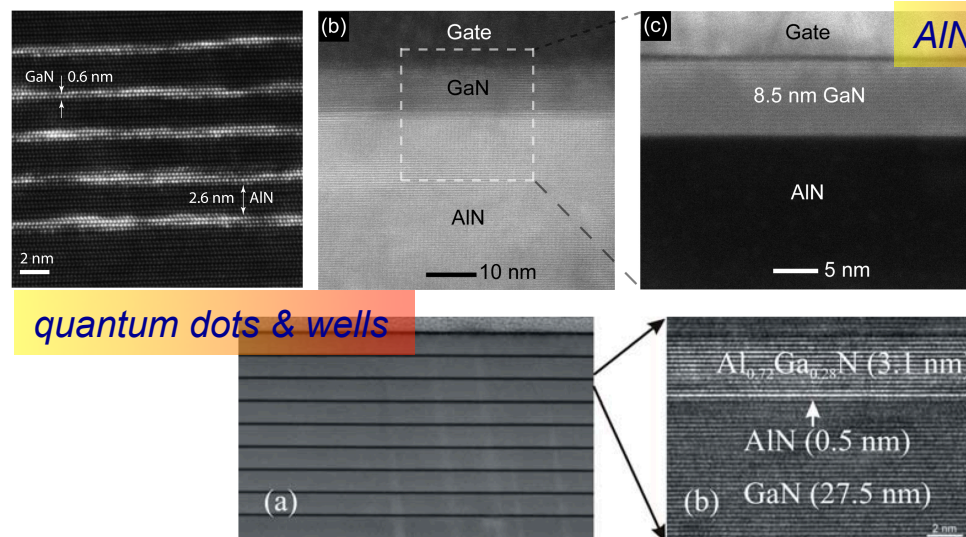 GaN
0.6 nm
2.6 nm
AlN
2 nm
(b)
Gate
GaN
AlN
10 nm
(c)
Gate
AlN
8.5 nm GaN
AlN
5 nm
quantum dots & wells
(a)
Al0.72Ga0.28N (3.1 nm
AlN (0.5 nm)
(b)
GaN (27.5 nm)
2 nm